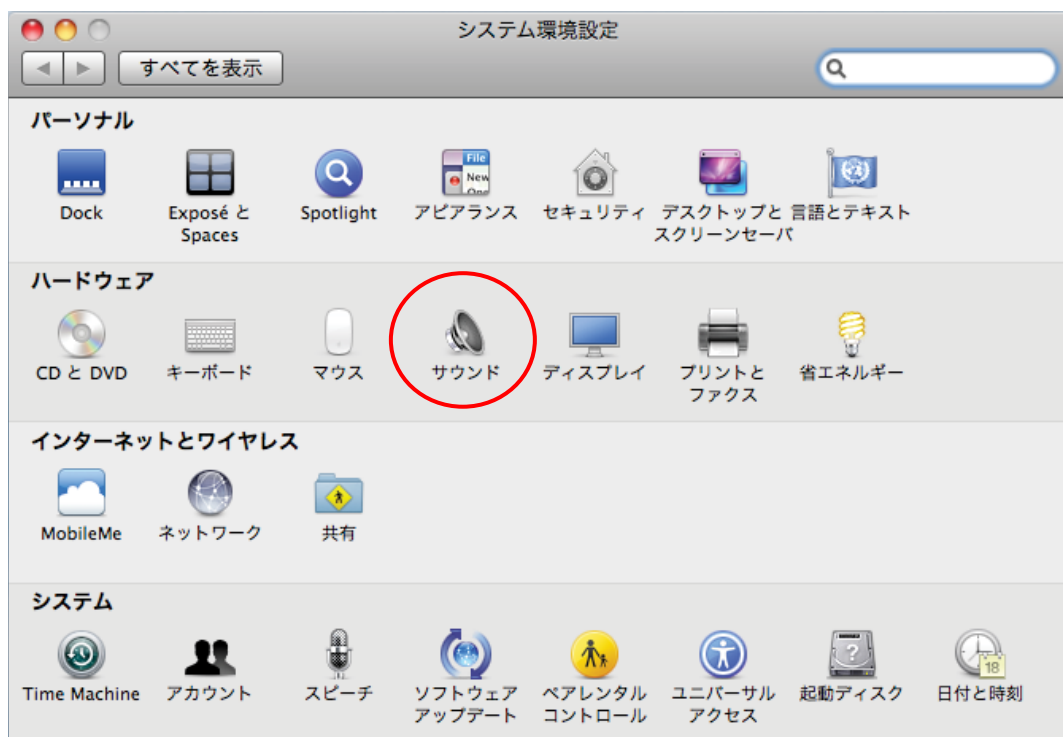 システム環境設定
すべてを表示
パーソナル
Dock
Exposé と
Spaces
Spotlight
File
New
アピアランス
セキュリティ
デスクトップと
スクリーンセーバ
言語とテキスト
ハードウェア
CD と DVD
キーボード
マウス
サウンド
ディスプレイ
プリントと
ファクス
省エネルギー
インターネットとワイヤレス
MobileMe
ネットワーク
共有
システム
Time Machine
アカウント
スピーチ
ソフトウェア
アップデート
ペアレンタル
コントロール
ユニバーサル
アクセス
?
起動ディスク
18
日付と時刻